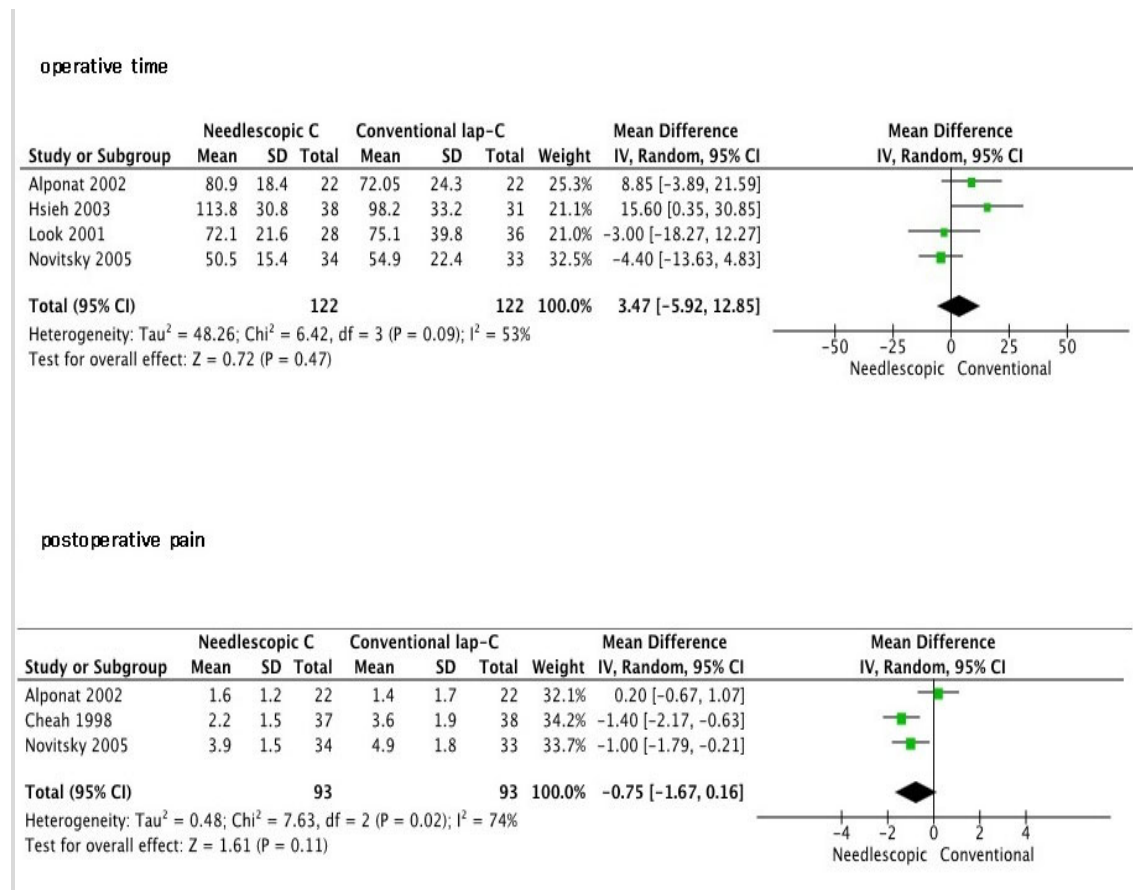 operative time
Needlescopic C Conventional lap-C Mean Difference Mean Difference
Study or Subgroup Mean SD Total Mean SD Total Weight IV, Random, 95% CI IV, Random, 95% CI
Alponat 2002 80.9 18.4 22 72.05 24.3 22 25.3% 8.85 [-3.89, 21.59]
Hsieh 2003 113.8 30.8 38 98.2 33.2 31 21.1% 15.60 [0.35, 30.85]
Look 2001 72.1 21.6 28 75.1 39.8 36 21.0% -3.00 [-18.27, 12.27]
Novitsky 2005 50.5 15.4 34 54.9 22.4 33 32.5% -4.40 [-13.63, 4.83]
Total (95% CI) 122 122 100.0% 3.47 [-5.92, 12.85]
Heterogeneity: Tau² = 48.26; Chi² = 6.42, df = 3 (P = 0.09); I² = 53%
Test for overall effect: Z = 0.72 (P = 0.47)
-50 -25 0 25 50
Needlescopic Conventional
postoperative pain
Needlescopic C Conventional lap-C Mean Difference Mean Difference
Study or Subgroup Mean SD Total Mean SD Total Weight IV, Random, 95% CI IV, Random, 95% CI
Alponat 2002 1.6 1.2 22 1.4 1.7 22 32.1% 0.20 [-0.67, 1.07]
Cheah 1998 2.2 1.5 37 3.6 1.9 38 34.2% -1.40 [-2.17, -0.63]
Novitsky 2005 3.9 1.5 34 4.9 1.8 33 33.7% -1.00 [-1.79, -0.21]
Total (95% CI) 93 93 100.0% -0.75 [-1.67, 0.16]
Heterogeneity: Tau² = 0.48; Chi² = 7.63, df = 2 (P = 0.02); I² = 74%
Test for overall effect: Z = 1.61 (P = 0.11)
-4 -2 0 2 4
Needlescopic Conventional